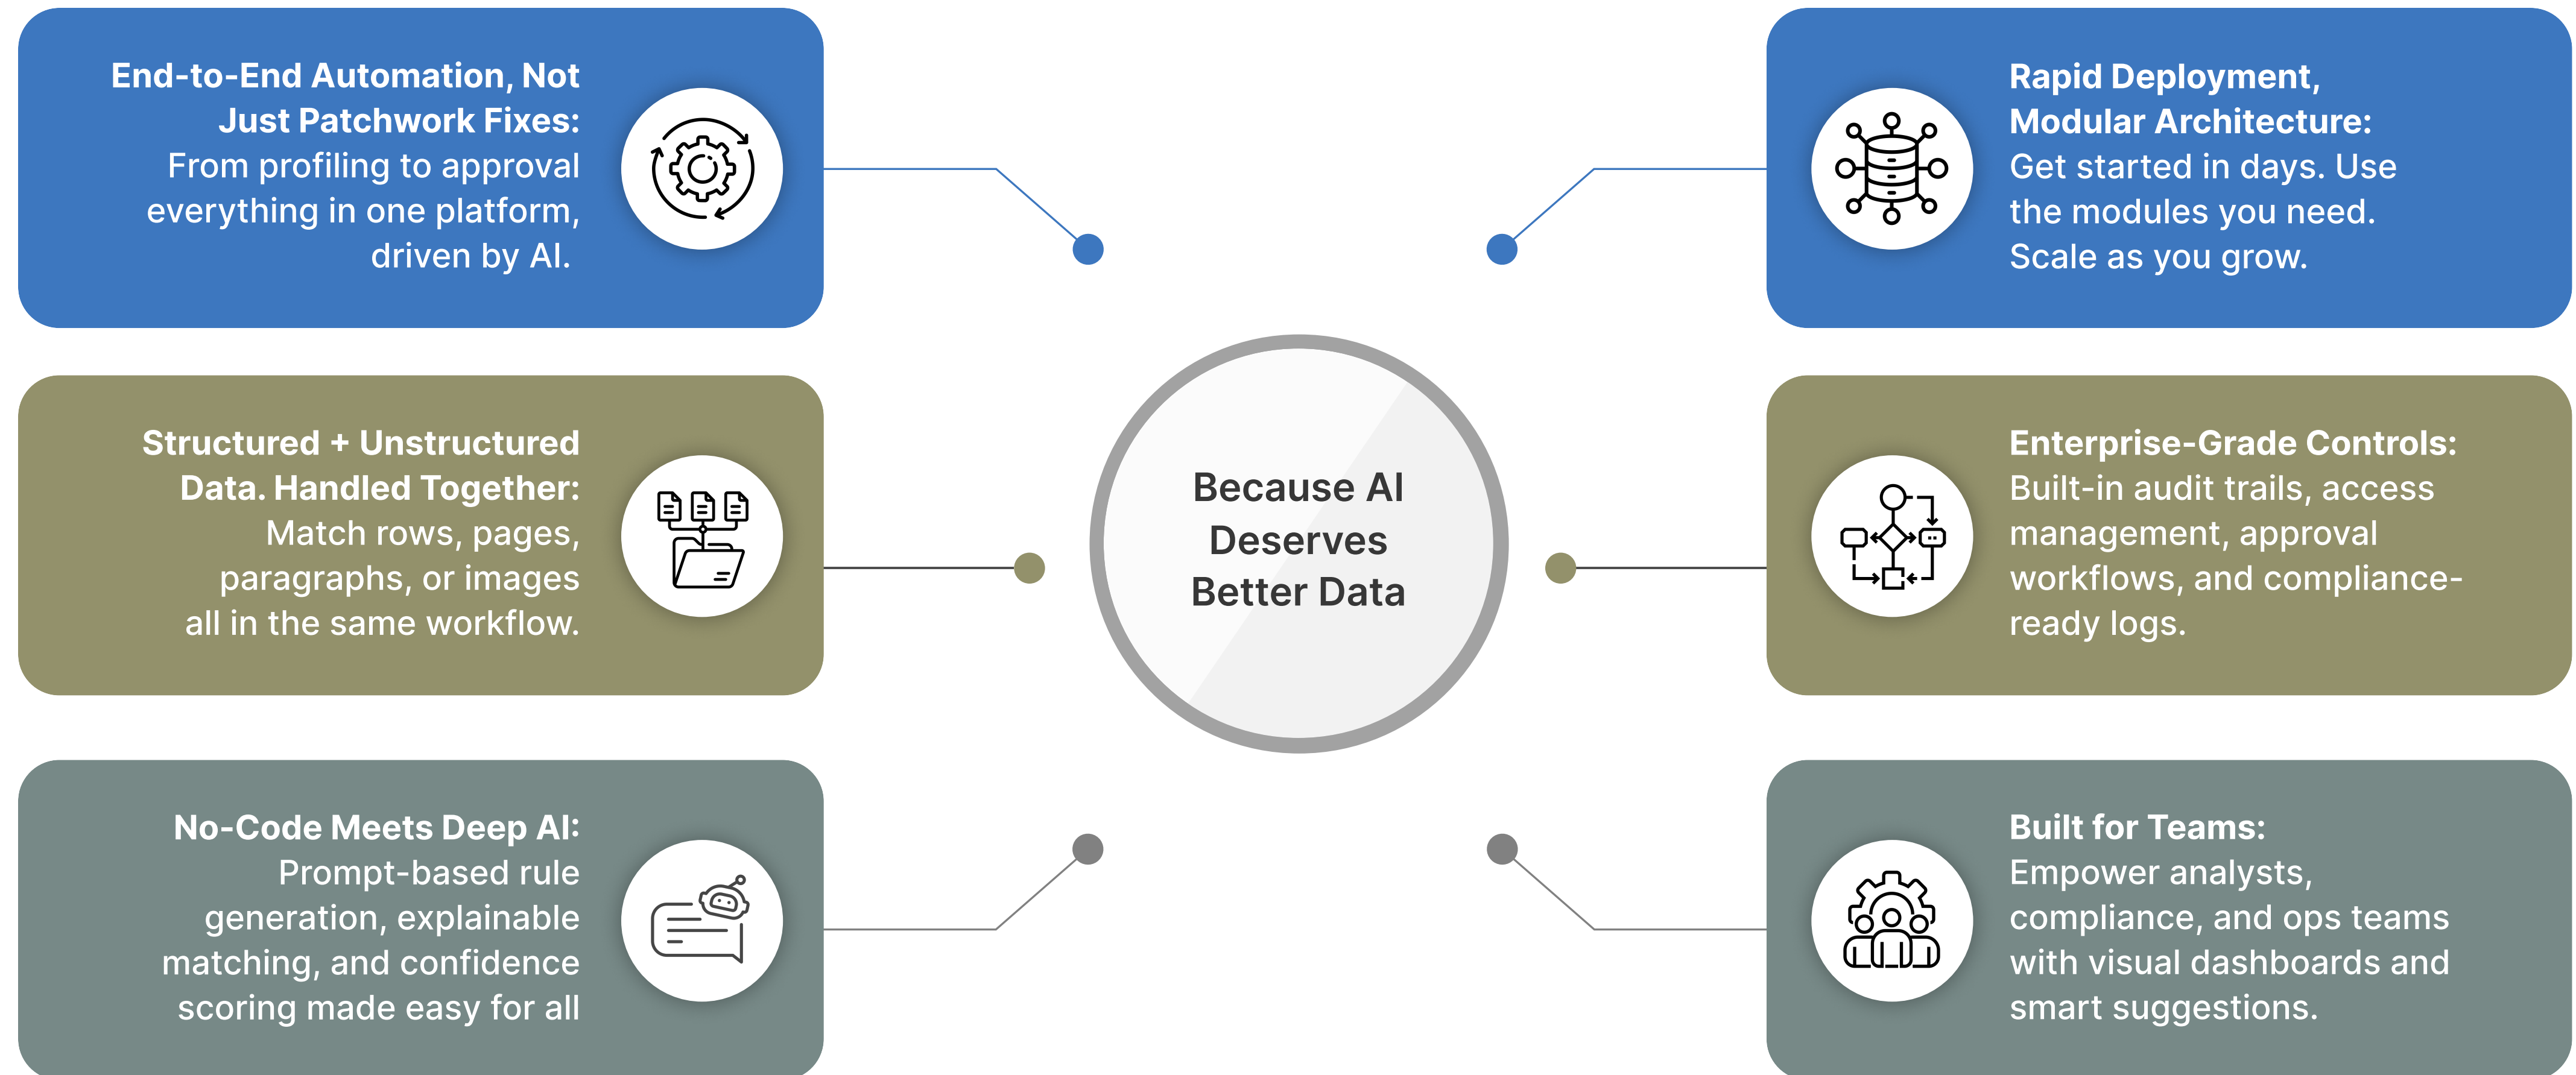 End-to-End Automation, Not
Just Patchwork Fixes:
From profiling to approval
everything in one platform,
driven by AI.
Structured + Unstructured
Data. Handled Together:
Match rows, pages,
paragraphs, or images
all in the same workflow.
No-Code Meets Deep AI:
Prompt-based rule
generation, explainable
matching, and confidence
scoring made easy for all
Because AI
Deserves
Better Data
Rapid Deployment,
Modular Architecture:
Get started in days. Use
the modules you need.
Scale as you grow.
Enterprise-Grade Controls:
Built-in audit trails, access
management, approval
workflows, and compliance-
ready logs.
Built for Teams:
Empower analysts,
compliance, and ops teams
with visual dashboards and
smart suggestions.